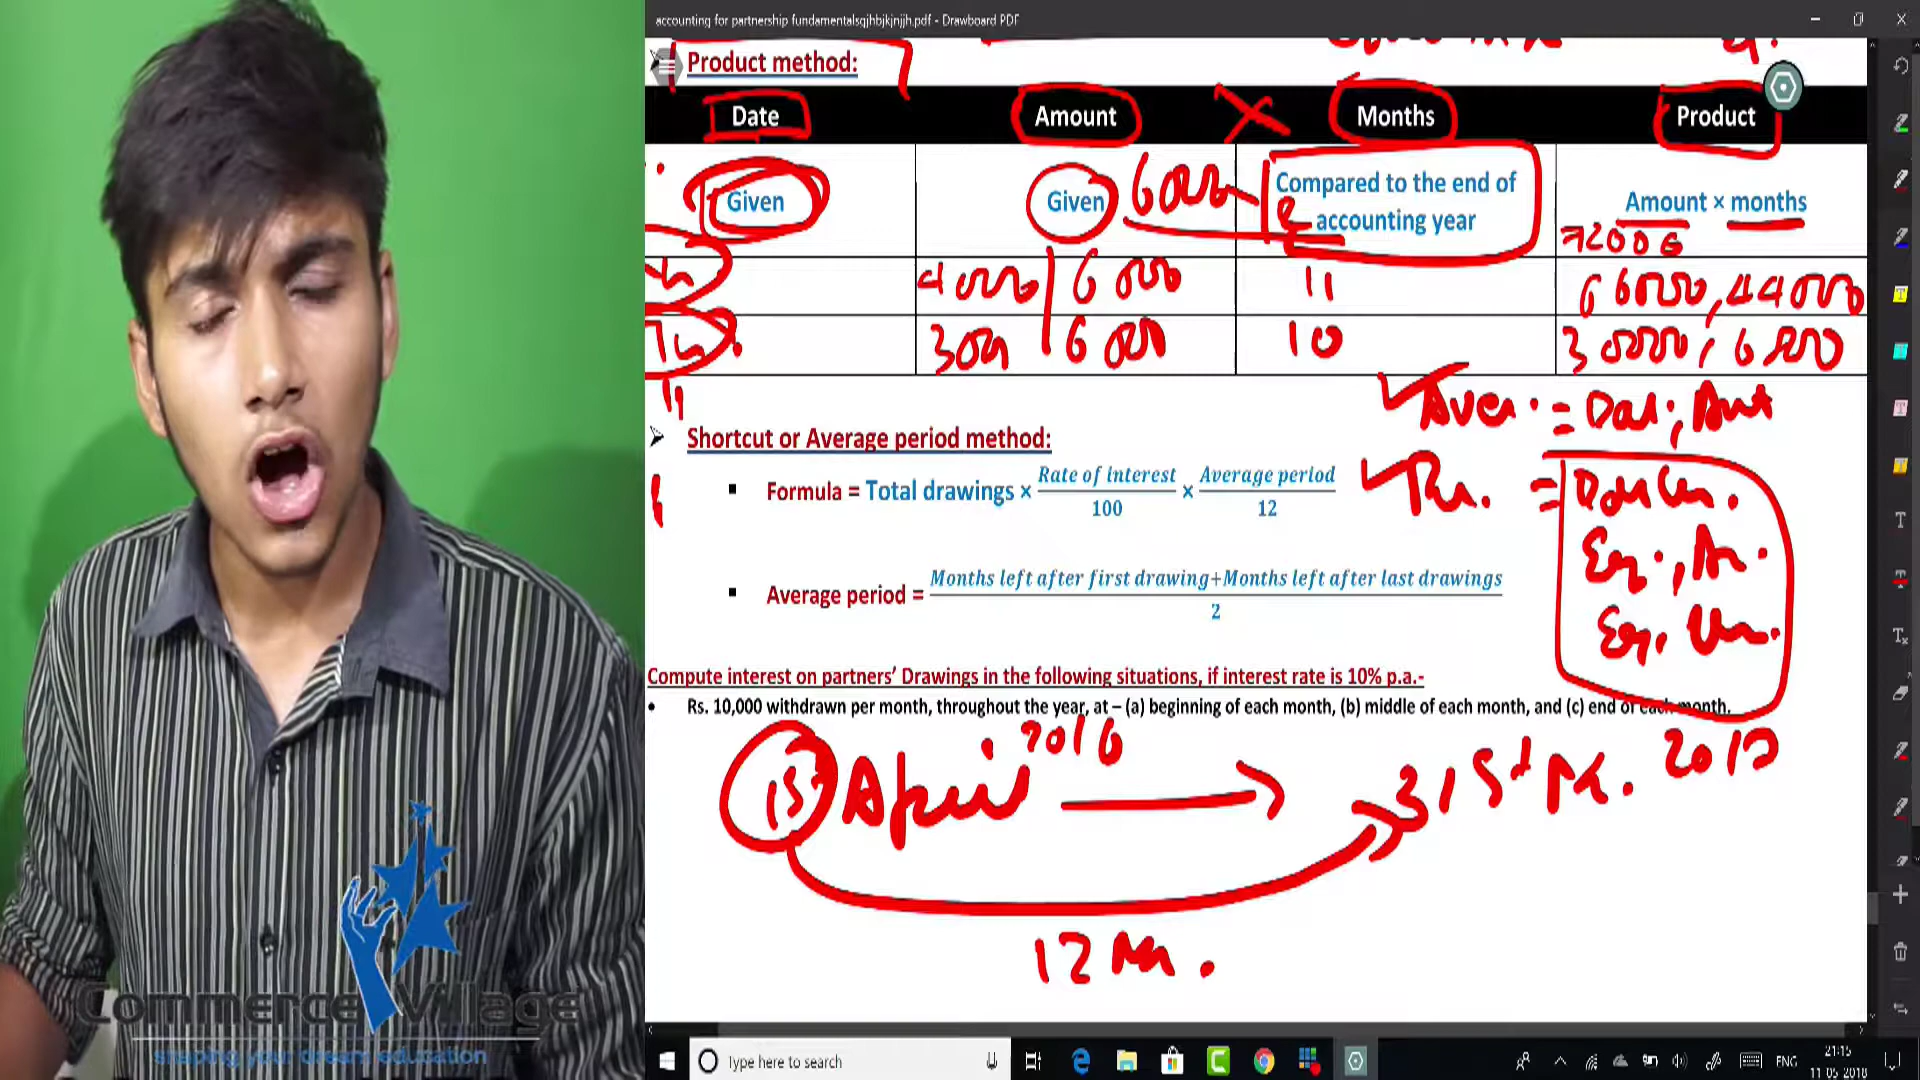 accounting for partnership fundamentalsqjhbjkjnjjh.pdf - Drawboard PDF
Product method:
Date Amount Months Product
Given Given 6000 Compared to the end of accounting year Amount × months
72000
4000 6000 11 66000, 44000
3000 6000 10 30000, 6000
Shortcut or Average period method:
Formula = Total drawings × Rate of interest/100 × Average period/12
Average period = Months left after first drawing+Months left after last drawings/2
Compute interest on partners' Drawings in the following situations, if interest rate is 10% p.a.-
Rs. 10,000 withdrawn per month, throughout the year, at – (a) beginning of each month, (b) middle of each month, and (c) end of each month.
1st April 2016 31st 2017
12
Commerce Village
shaping your dream education
Type here to search
ENG
21:15
11-05-2018